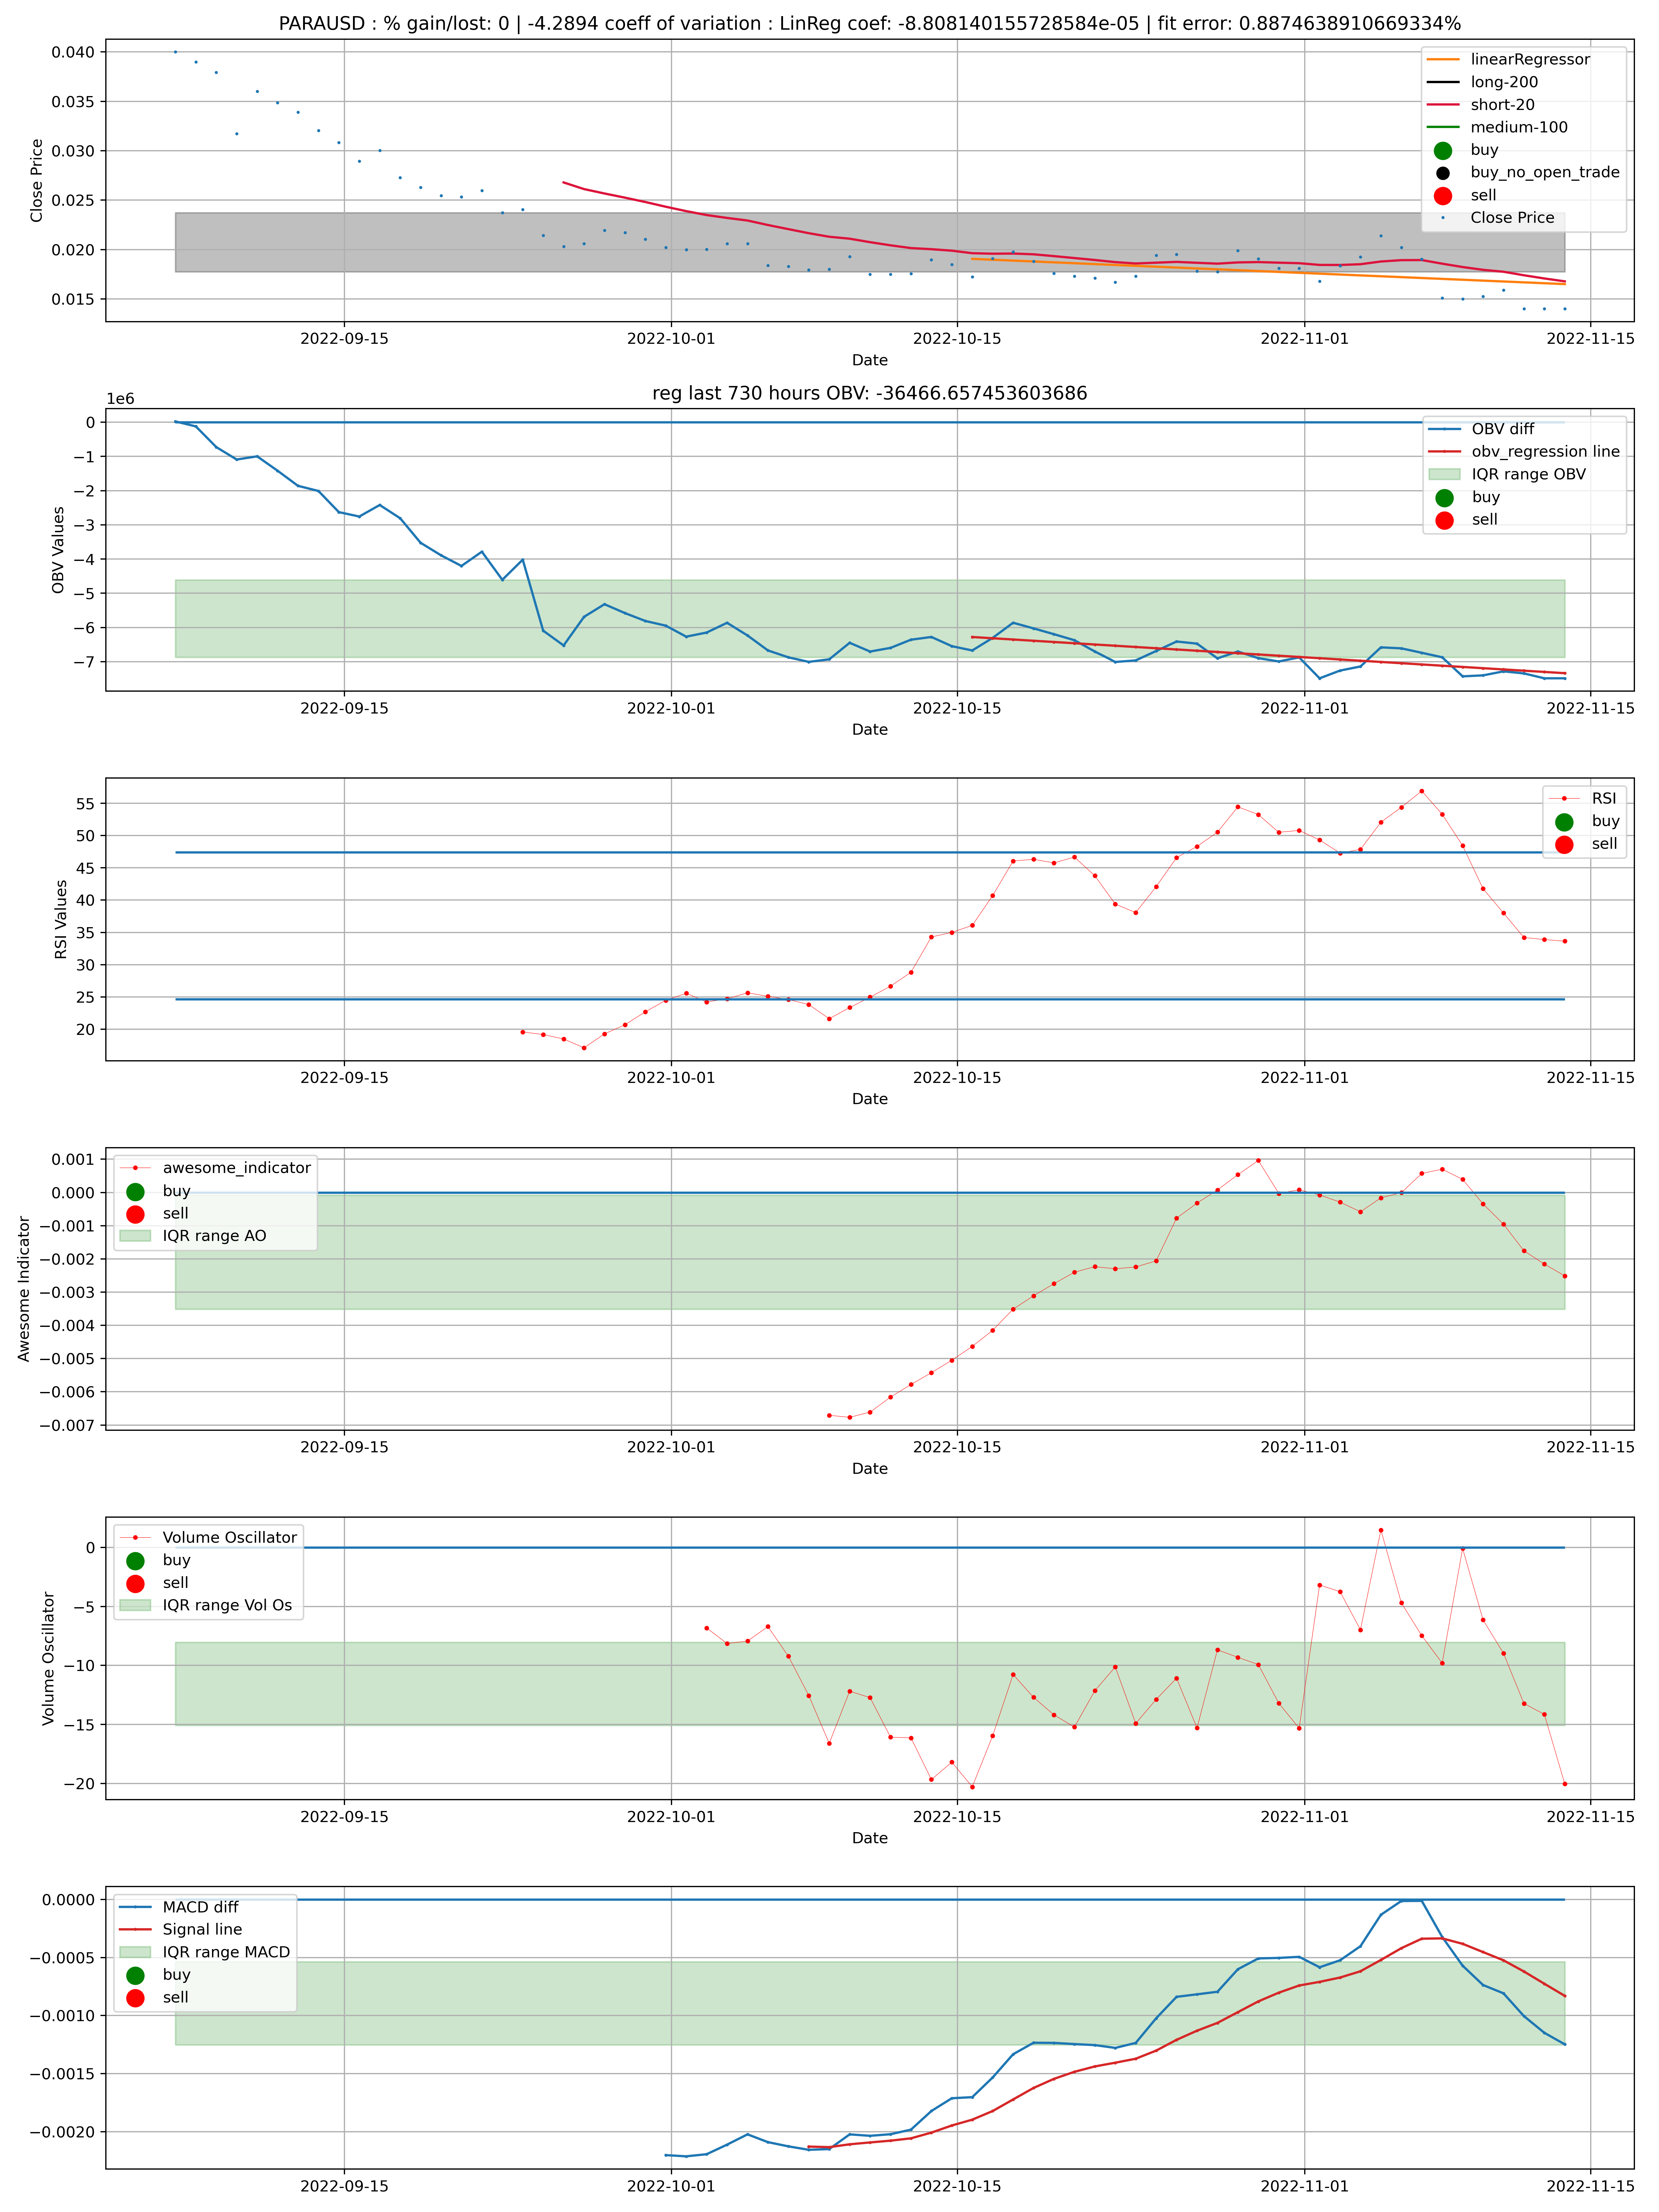 PARAUSD : % gain/lost: 0 | -4.2894 coeff of variation : LinReg coef: -8.808140155728584e-05 | fit error: 0.8874638910669334%
0.040
0.035
0.030
0.025
0.020
0.015
Close Price
linearRegressor
long-200
short-20
medium-100
buy
buy_no_open_trade
sell
Close Price
2022-09-15
2022-10-01
2022-10-15
2022-11-01
2022-11-15
Date
reg last 730 hours OBV: -36466.657453603686
1e6
0
−1
−2
−3
−4
−5
−6
−7
OBV Values
OBV diff
obv_regression line
IQR range OBV
buy
sell
2022-09-15
2022-10-01
2022-10-15
2022-11-01
2022-11-15
Date
55
50
45
40
35
30
25
20
RSI Values
RSI
buy
sell
2022-09-15
2022-10-01
2022-10-15
2022-11-01
2022-11-15
Date
0.001
0.000
−0.001
−0.002
−0.003
−0.004
−0.005
−0.006
−0.007
Awesome Indicator
awesome_indicator
buy
sell
IQR range AO
2022-09-15
2022-10-01
2022-10-15
2022-11-01
2022-11-15
Date
0
−5
−10
−15
−20
Volume Oscillator
Volume Oscillator
buy
sell
IQR range Vol Os
2022-09-15
2022-10-01
2022-10-15
2022-11-01
2022-11-15
Date
0.0000
−0.0005
−0.0010
−0.0015
−0.0020
MACD diff
Signal line
IQR range MACD
buy
sell
2022-09-15
2022-10-01
2022-10-15
2022-11-01
2022-11-15